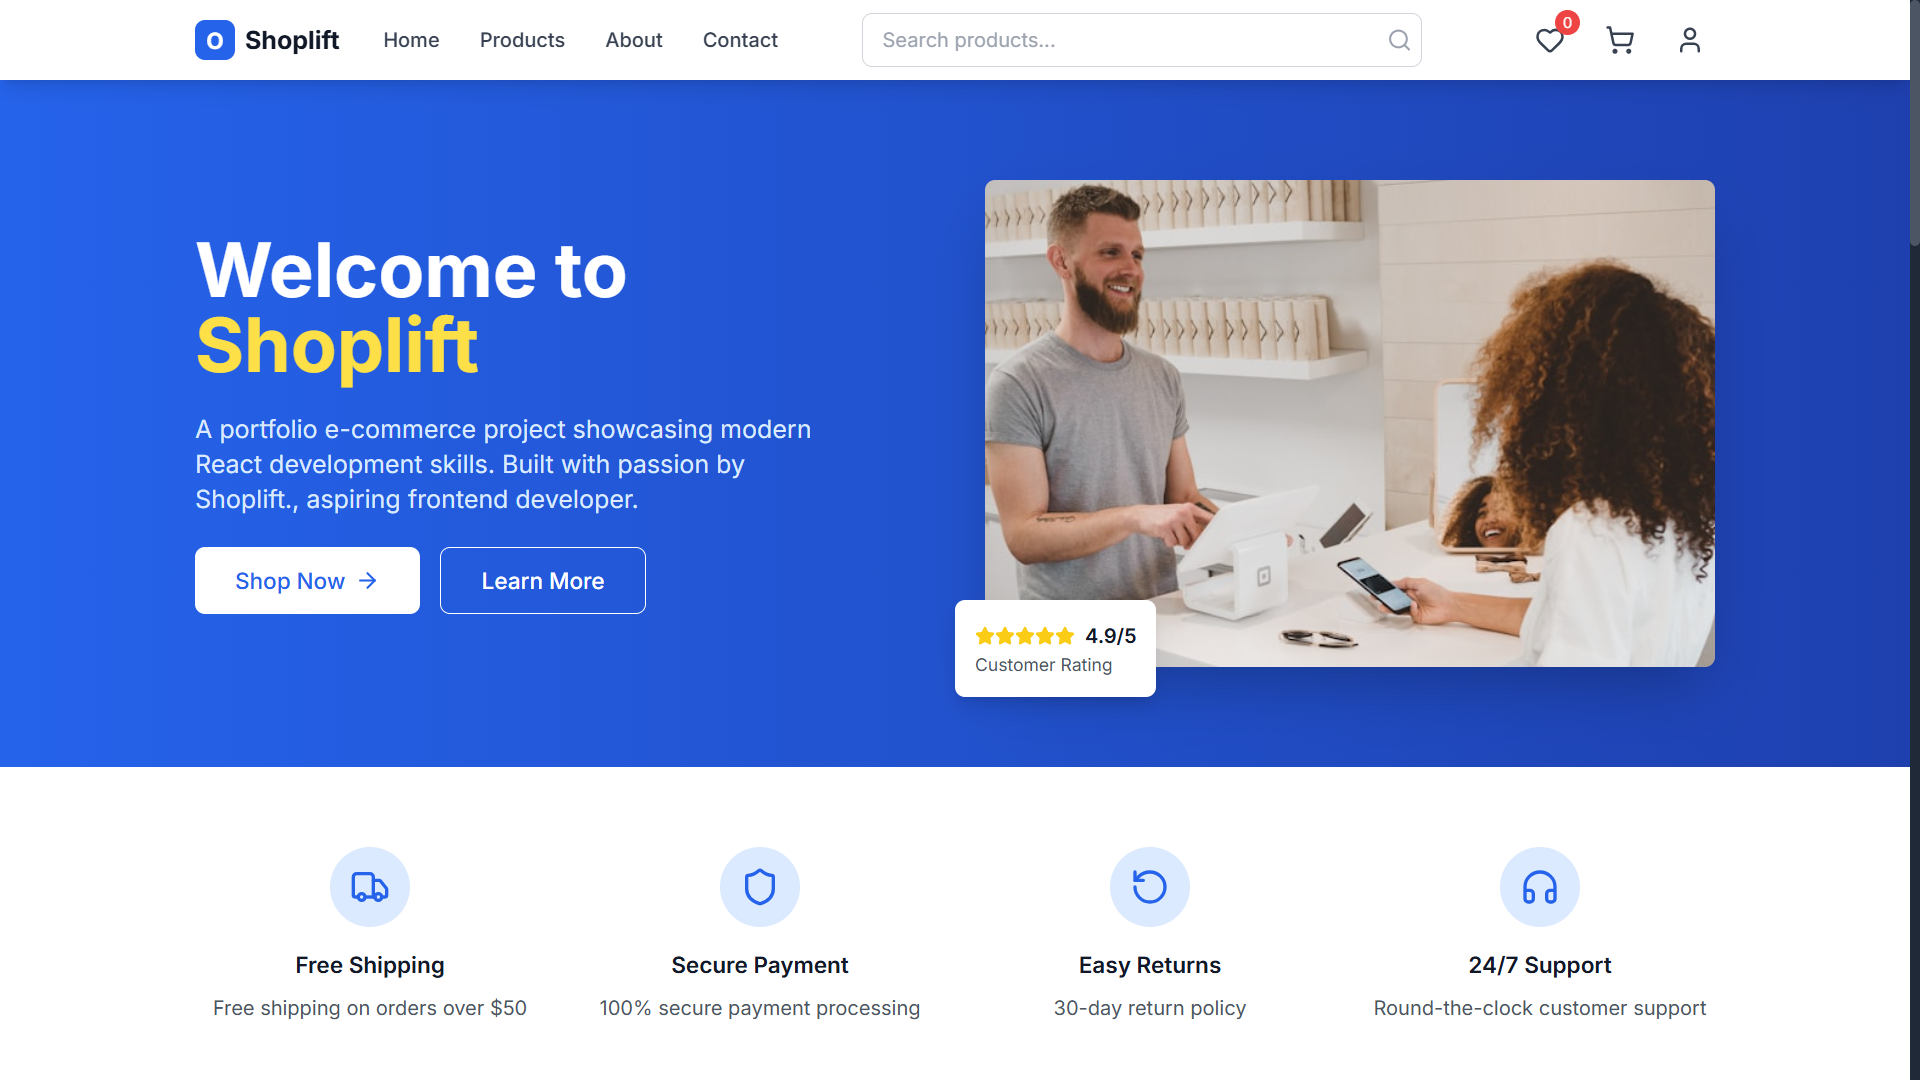 O Shoplift Home Products About Contact Search products... 0
Welcome to
Shoplift
A portfolio e-commerce project showcasing modern
React development skills. Built with passion by
Shoplift., aspiring frontend developer.
Shop Now Learn More
4.9/5
Customer Rating
Free Shipping
Free shipping on orders over $50
Secure Payment
100% secure payment processing
Easy Returns
30-day return policy
24/7 Support
Round-the-clock customer support